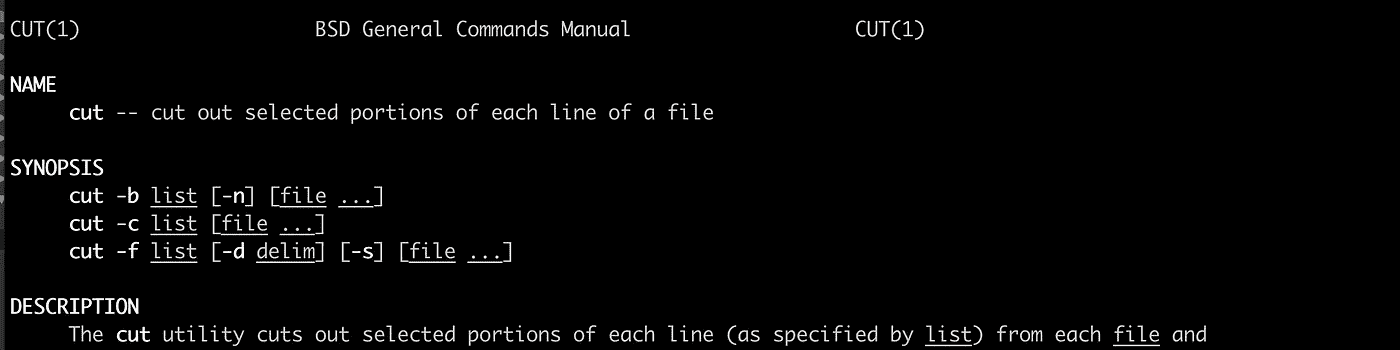 CUT(1) BSD General Commands Manual CUT(1)
NAME
cut -- cut out selected portions of each line of a file
SYNOPSIS
cut -b list [-n] [file ...]
cut -c list [file ...]
cut -f list [-d delim] [-s] [file ...]
DESCRIPTION
The cut utility cuts out selected portions of each line (as specified by list) from each file and